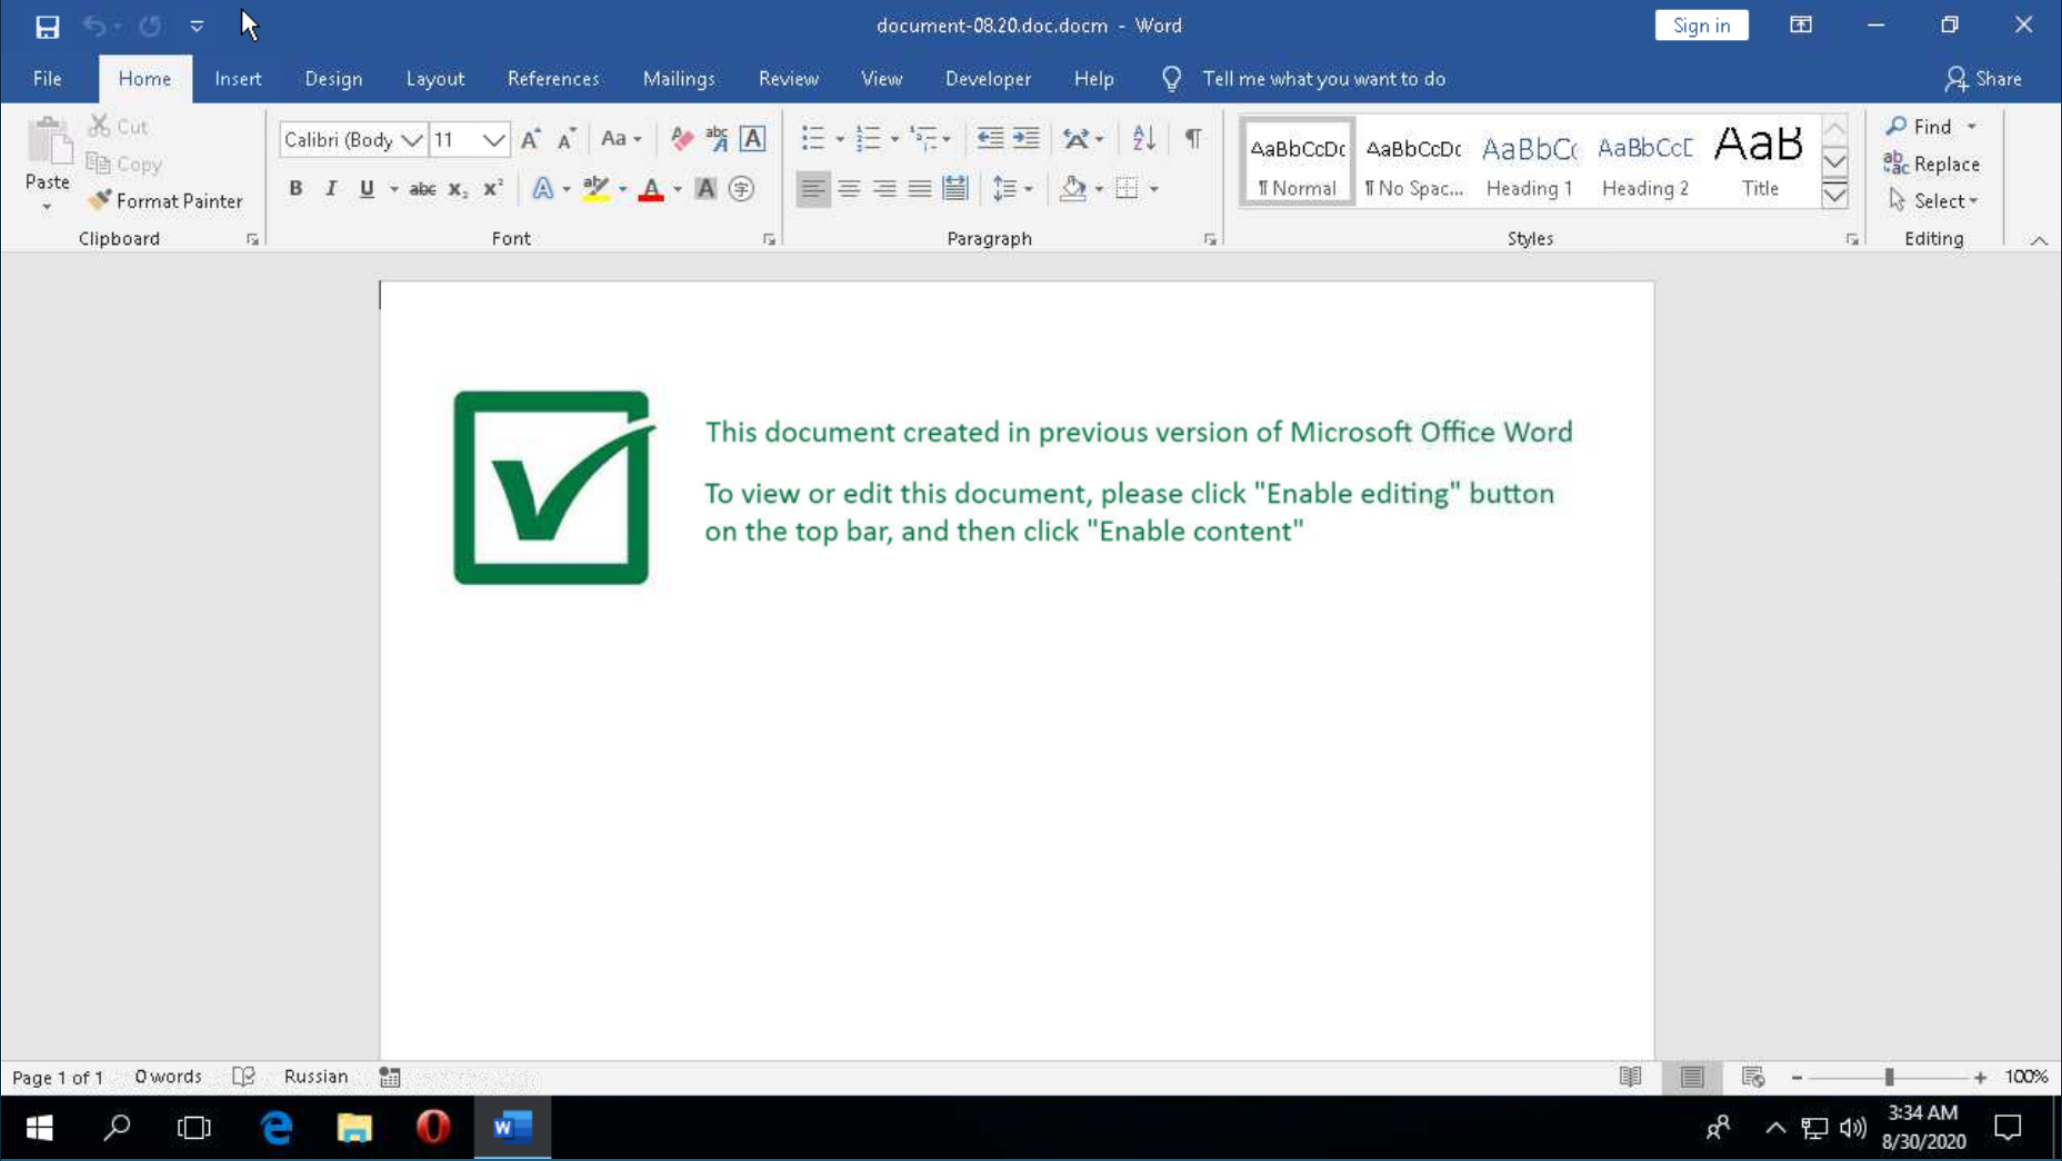 document-08.20.doc.docm - Word
Sign in
File Home Insert Design Layout References Mailings Review View Developer Help Tell me what you want to do Share
Paste
Cut
Copy
Format Painter
Clipboard
Calibri (Body 11
Aa
B I U abc X₂ X²
Font
Paragraph
AaBbCcDc AaBbCcDc AaBbC AaBbCcD AaB
¶ Normal ¶ No Spac... Heading 1 Heading 2 Title
Styles
Find
Replace
Select
Editing
This document created in previous version of Microsoft Office Word
To view or edit this document, please click "Enable editing" button
on the top bar, and then click "Enable content"
Page 1 of 1 0 words Russian 100%
3:34 AM
8/30/2020